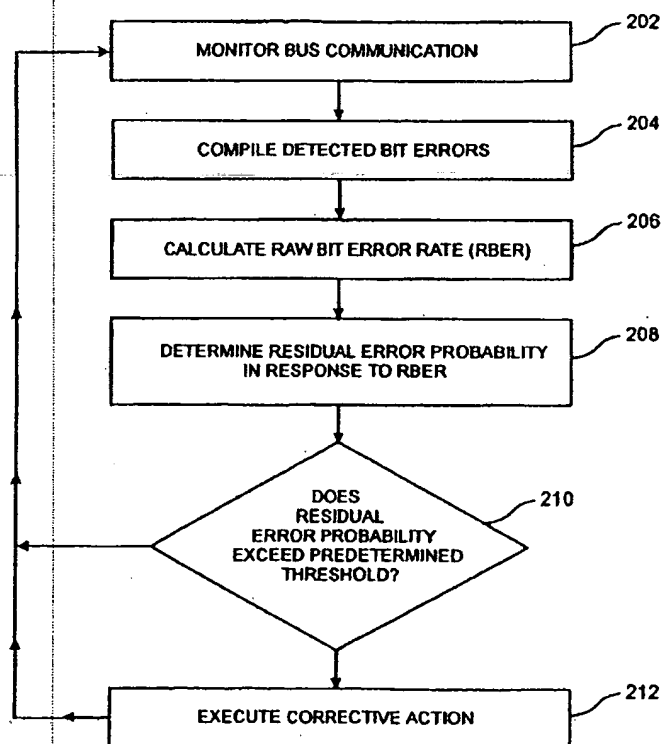 MONITOR BUS COMMUNICATION
202
COMPILE DETECTED BIT ERRORS
204
CALCULATE RAW BIT ERROR RATE (RBER)
206
DETERMINE RESIDUAL ERROR PROBABILITY
IN RESPONSE TO RBER
208
DOES
RESIDUAL
ERROR PROBABILITY
EXCEED PREDETERMINED
THRESHOLD?
210
EXECUTE CORRECTIVE ACTION
212